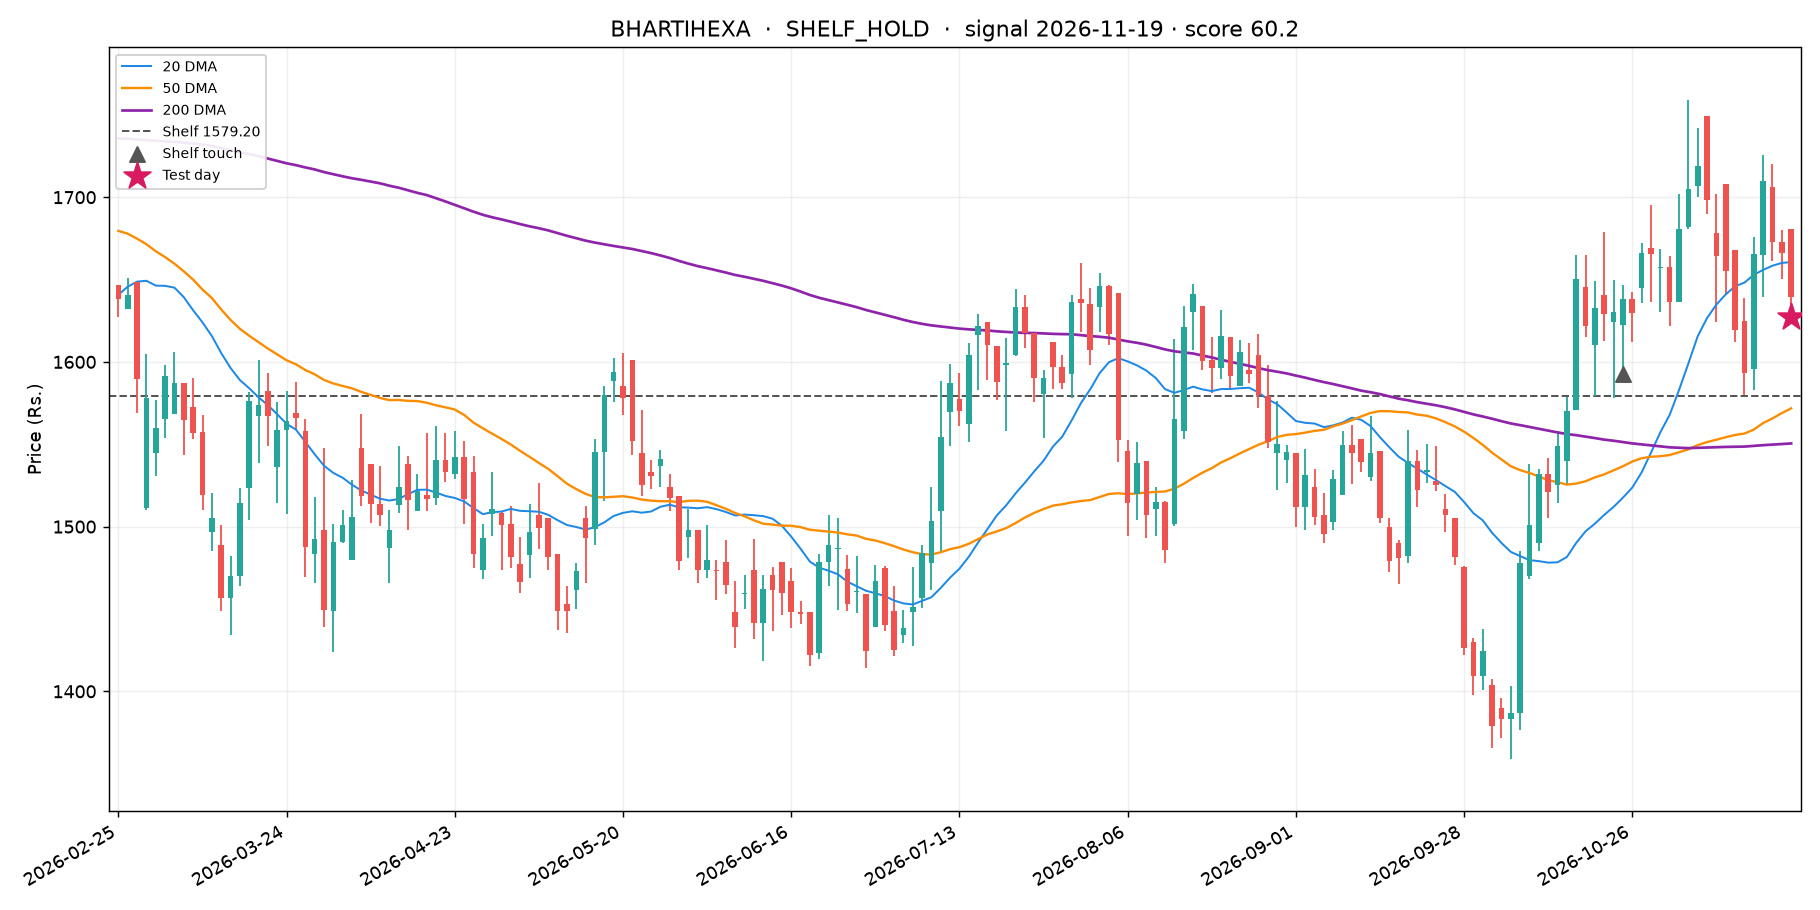 BHARTIHEXA · SHELF_HOLD · signal 2026-11-19 · score 60.2
20 DMA
50 DMA
200 DMA
Shelf 1579.20
Shelf touch
Test day
Price (Rs.)
1700
1600
1500
1400
2026-02-25
2026-03-24
2026-04-23
2026-05-20
2026-06-16
2026-07-13
2026-08-06
2026-09-01
2026-09-28
2026-10-26